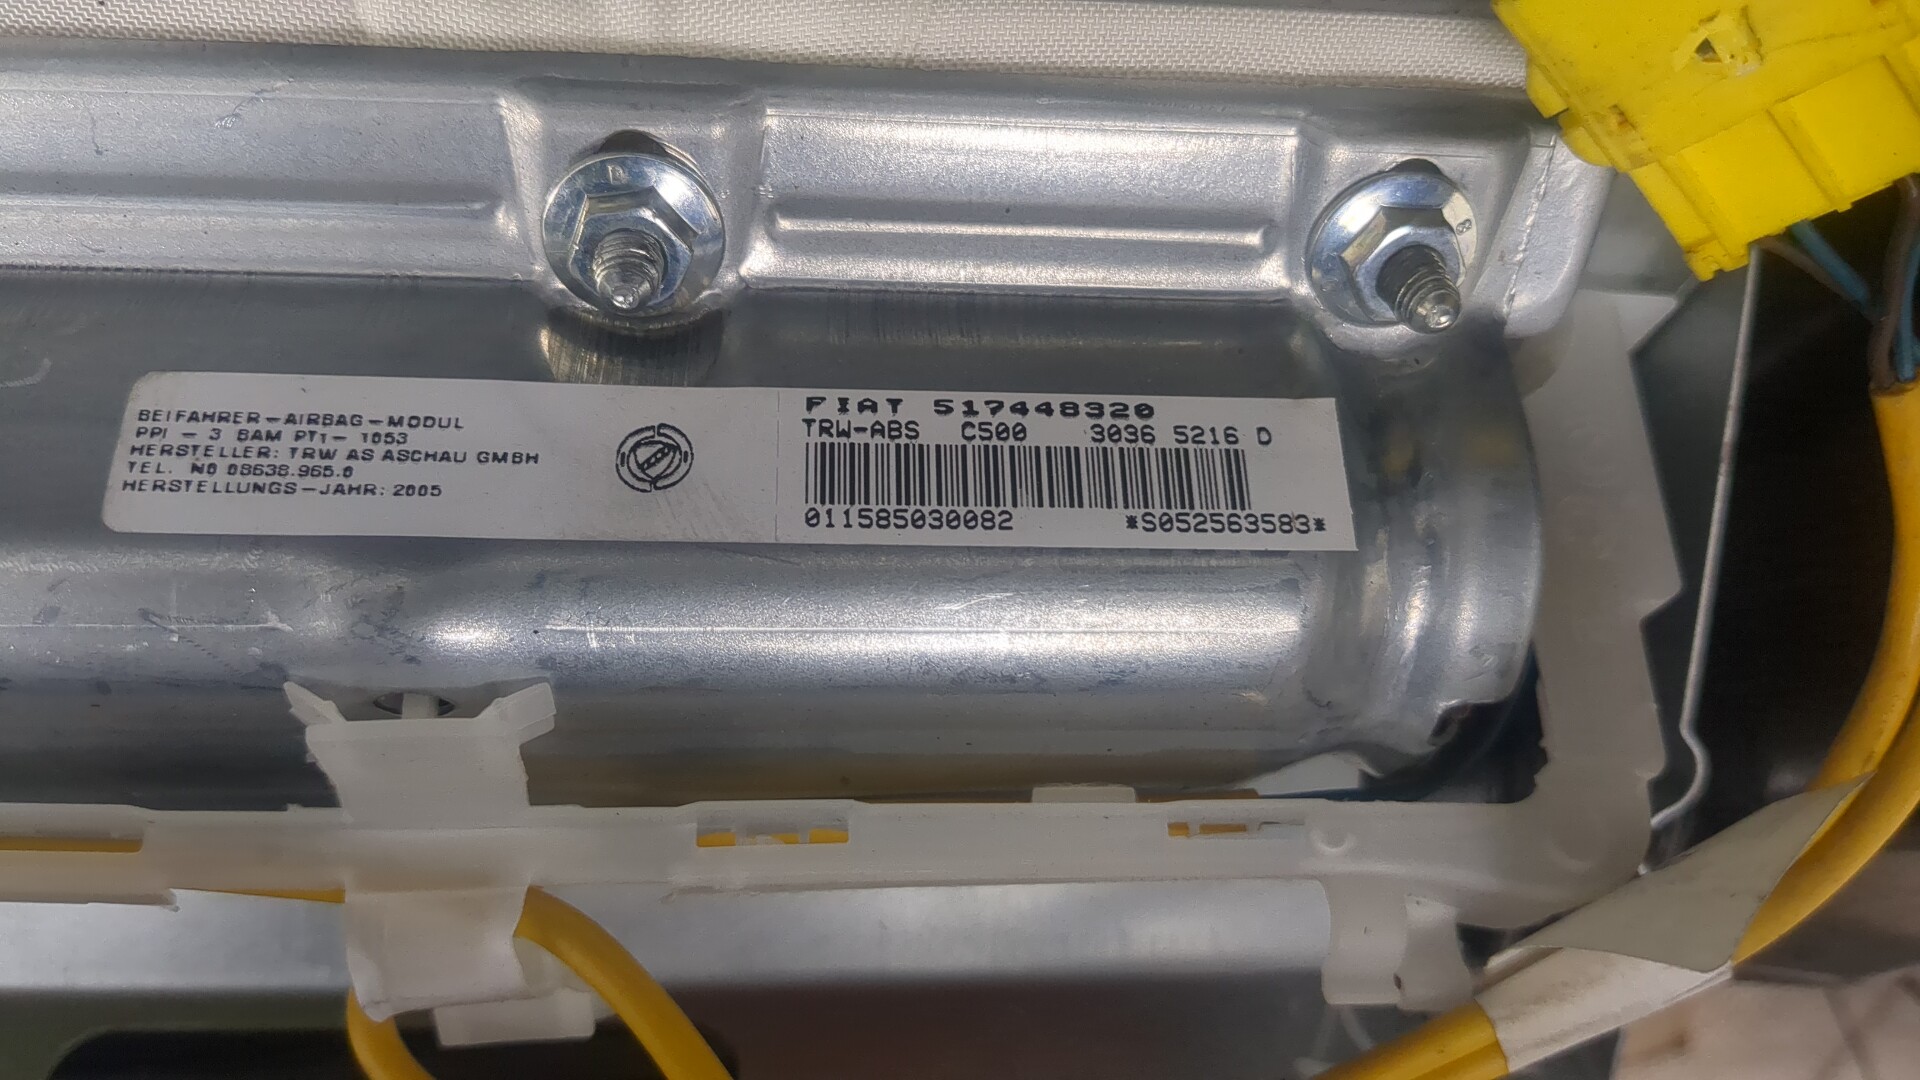 BEIFAHRER-AIRBAG-MODUL
PPI - 3 BAM PT1- 1053
HERSTELLER: TRW AS ASCHAU GMBH
TEL. N0 08638.965.0
HERSTELLUNGS-JAHR: 2005
FIAT 517448320
TRW-ABS C500 3036 5216 D
011585030082 *S052563583*
8